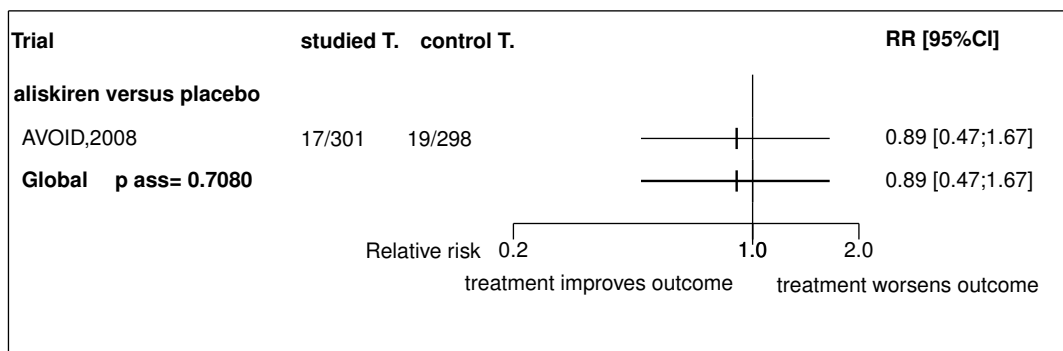 Trial studied T. control T. RR [95%CI]
aliskiren versus placebo
AVOID,2008 17/301 19/298 0.89 [0.47;1.67]
Global p ass= 0.7080 0.89 [0.47;1.67]
Relative risk 0.2 1.0 2.0
treatment improves outcome treatment worsens outcome